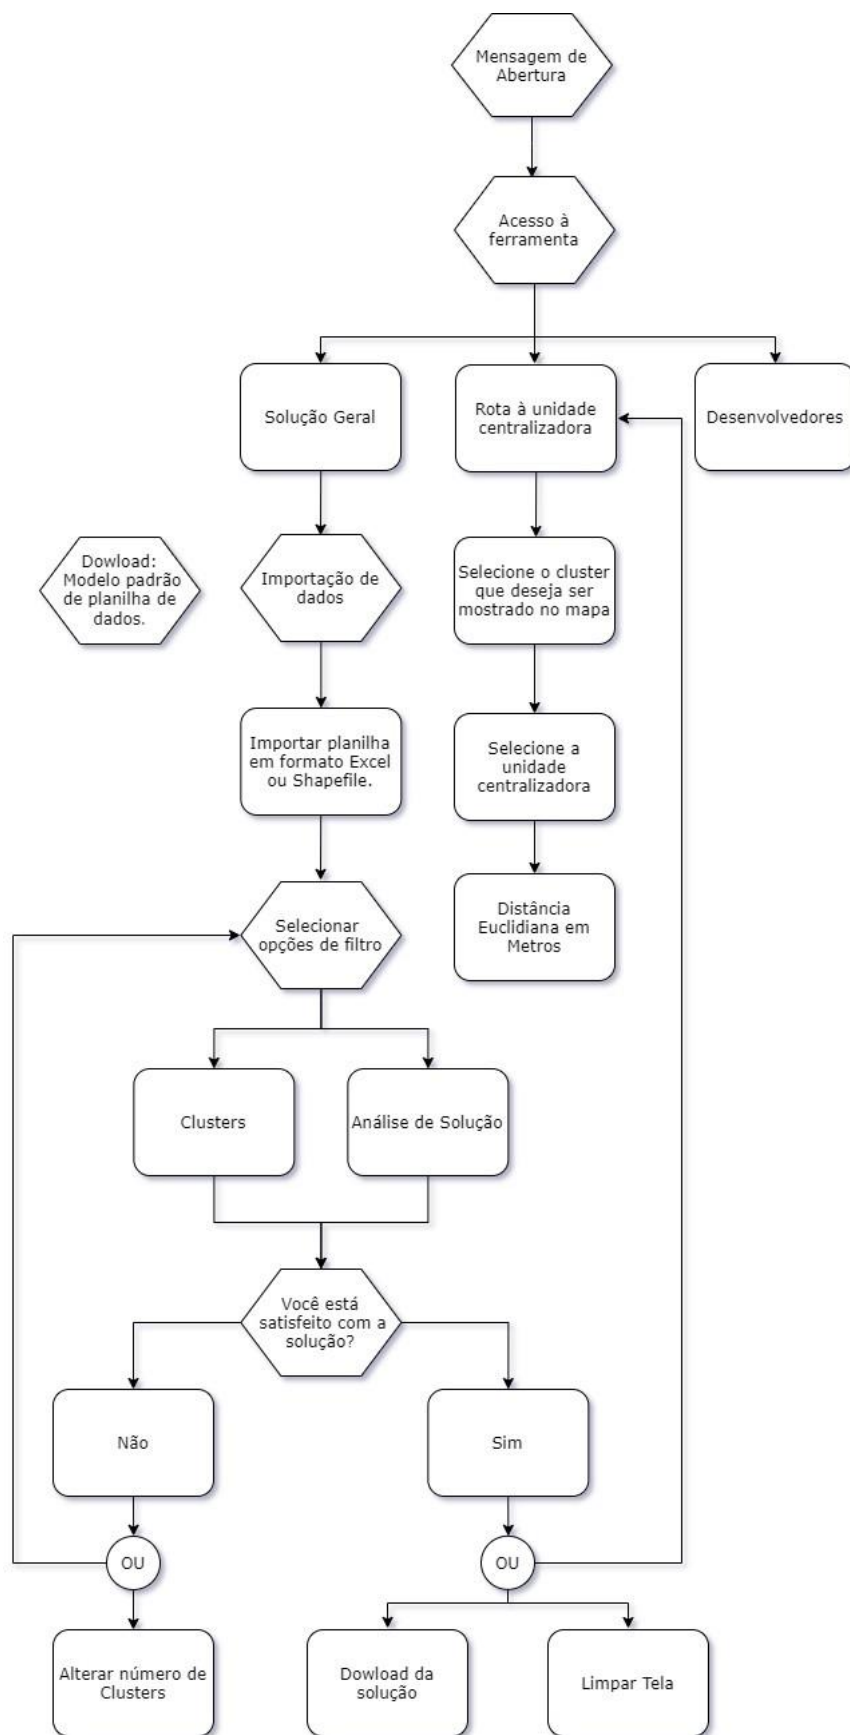 Mensagem de
Abertura
Acesso à
ferramenta
Solução Geral
Rota à unidade
centralizadora
Desenvolvedores
Dowload:
Modelo padrão
de planilha de
dados.
Importação de
dados
Selecione o cluster
que deseja ser
mostrado no mapa
Importar planilha
em formato Excel
ou Shapefile.
Selecione a
unidade
centralizadora
Selecionar
opções de filtro
Distância
Euclidiana em
Metros
Clusters
Análise de Solução
Você está
satisfeito com a
solução?
Não
Sim
OU
OU
Alterar número de
Clusters
Dowload da
solução
Limpar Tela